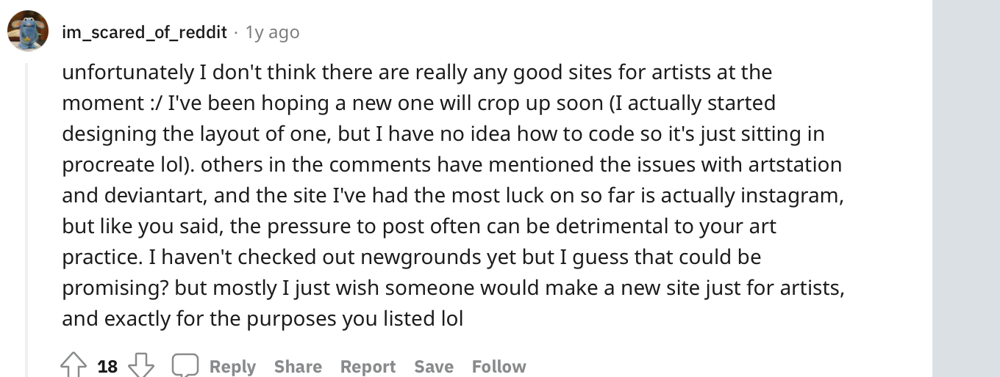 im_scared_of_reddit · 1y ago
unfortunately I don't think there are really any good sites for artists at the
moment :/ I've been hoping a new one will crop up soon (I actually started
designing the layout of one, but I have no idea how to code so it's just sitting in
procreate lol). others in the comments have mentioned the issues with artstation
and deviantart, and the site I've had the most luck on so far is actually instagram,
but like you said, the pressure to post often can be detrimental to your art
practice. I haven't checked out newgrounds yet but I guess that could be
promising? but mostly I just wish someone would make a new site just for artists,
and exactly for the purposes you listed lol
18 Reply Share Report Save Follow